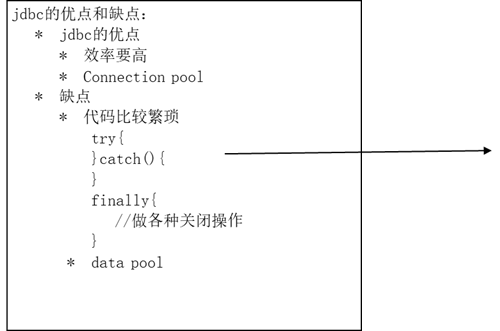 jdbc的优点和缺点：
* jdbc的优点
* 效率要高
* Connection pool
* 缺点
* 代码比较繁琐
try{
}catch(){
}
finally{
//做各种关闭操作
}
* data pool